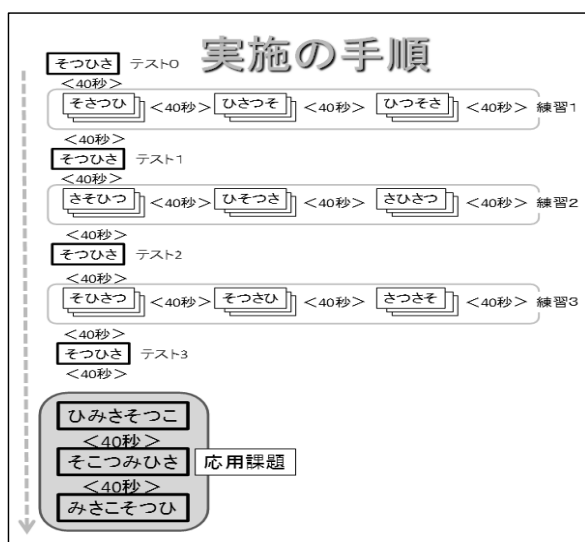 実施の手順
そつひさ テスト0
<40秒>
そさつひ <40秒> ひさつそ <40秒> ひつそさ <40秒> 練習1
<40秒>
そつひさ テスト1
<40秒>
さそひつ <40秒> ひそつさ <40秒> さひさつ <40秒> 練習2
<40秒>
そつひさ テスト2
<40秒>
そひさつ <40秒> そつさひ <40秒> さつさそ <40秒> 練習3
<40秒>
そつひさ テスト3
<40秒>
ひみさそつこ
<40秒>
そこつみひさ 応用課題
<40秒>
みさこそつひ